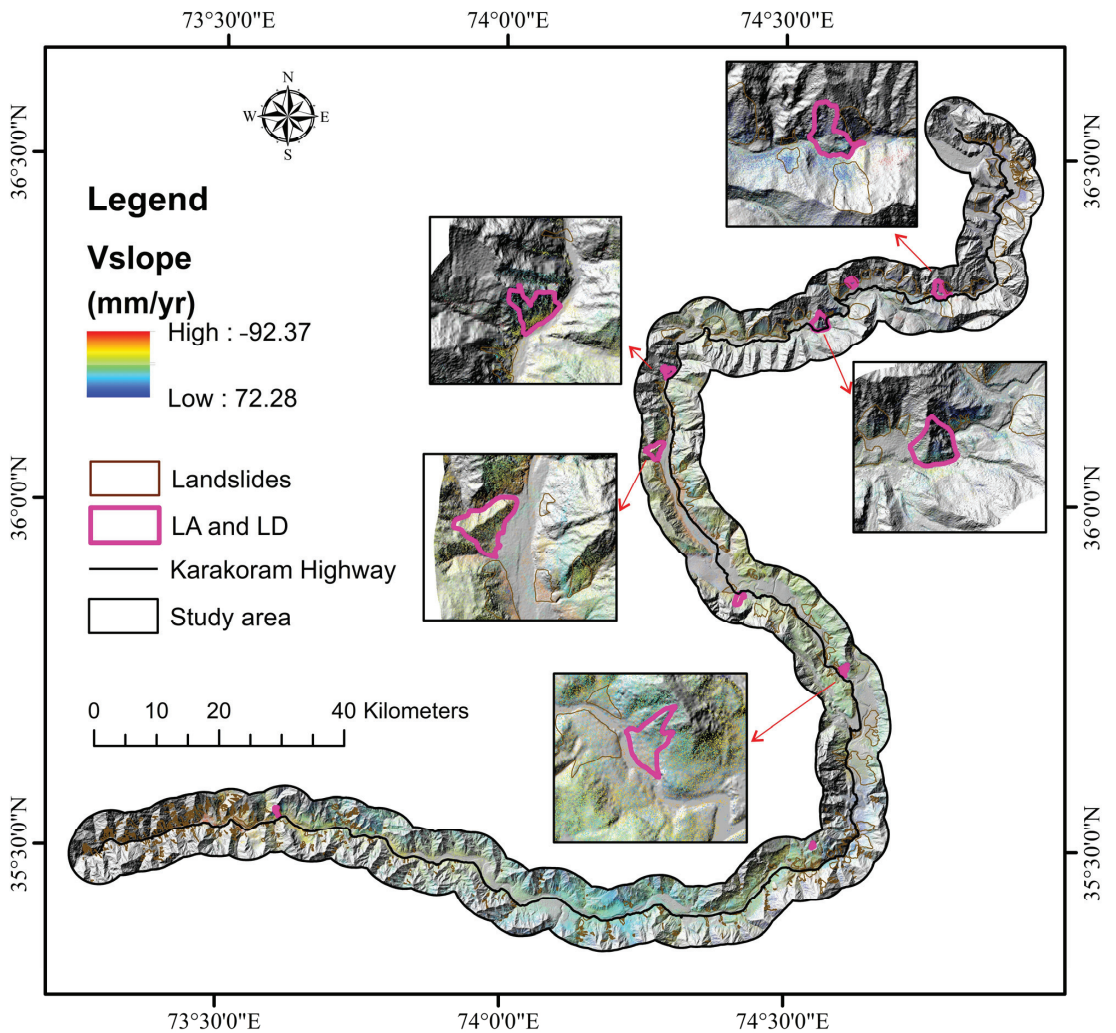 73°30'0"E 74°0'0"E 74°30'0"E
N
W E
S
36°30'0"N
36°30'0"N
Legend
Vslope
(mm/yr)
High : -92.37
Low : 72.28
Landslides
LA and LD
Karakoram Highway
Study area
36°0'0"N
36°0'0"N
0 10 20 40 Kilometers
35°30'0"N
35°30'0"N
73°30'0"E 74°0'0"E 74°30'0"E